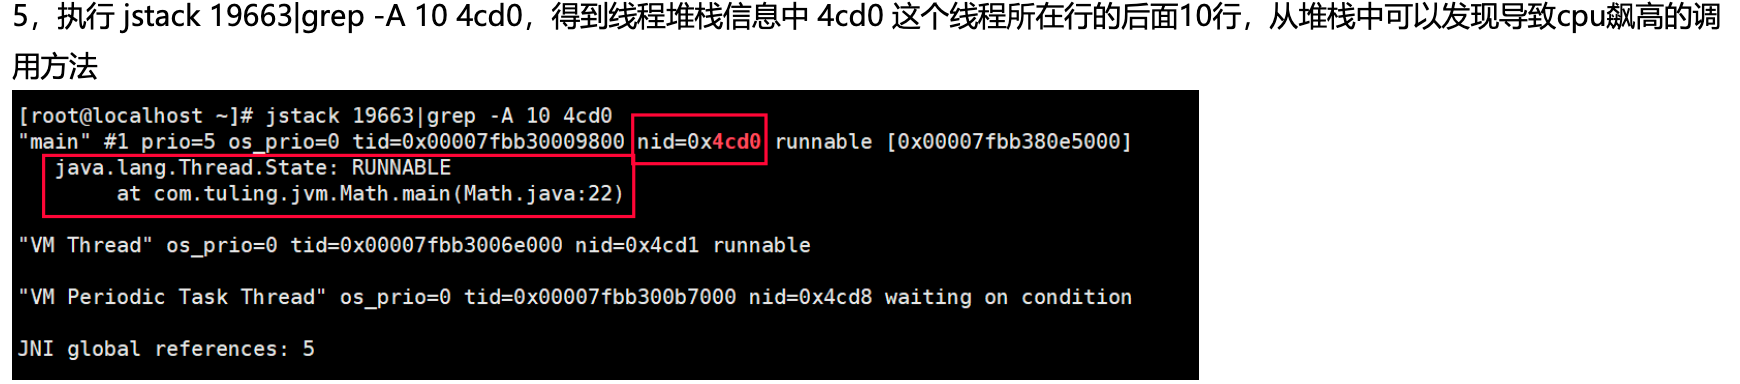 5，执行 jstack 19663|grep -A 10 4cd0，得到线程堆栈信息中 4cd0 这个线程所在行的后面10行，从堆栈中可以发现导致cpu飙高的调
用方法
[root@localhost ~]# jstack 19663|grep -A 10 4cd0
"main" #1 prio=5 os_prio=0 tid=0x00007fbb30009800 nid=0x4cd0 runnable [0x00007fbb380e5000]
java.lang.Thread.State: RUNNABLE
at com.tuling.jvm.Math.main(Math.java:22)
"VM Thread" os_prio=0 tid=0x00007fbb3006e000 nid=0x4cd1 runnable
"VM Periodic Task Thread" os_prio=0 tid=0x00007fbb300b7000 nid=0x4cd8 waiting on condition
JNI global references: 5